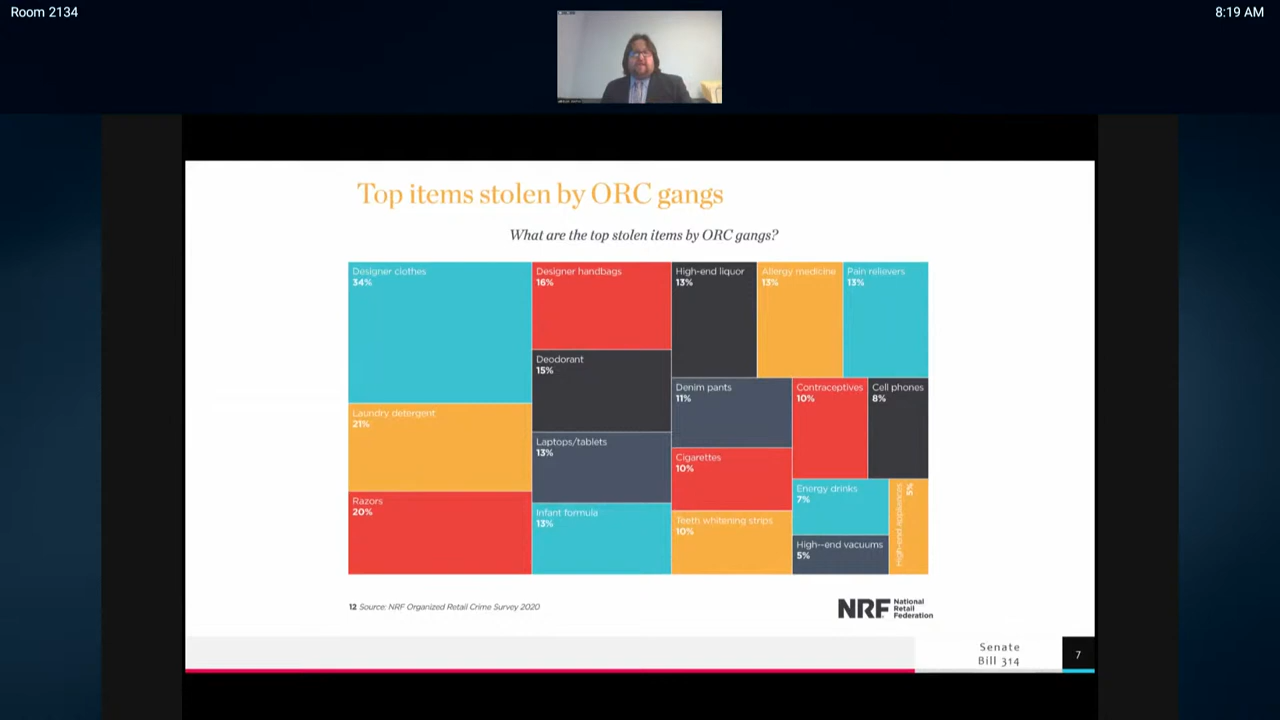 Room 2134
8:19 AM
Top items stolen by ORC gangs
What are the top stolen items by ORC gangs?
Designer clothes
34%
Laundry detergent
21%
Razors
20%
Designer handbags
16%
Deodorant
15%
Laptops/tablets
13%
Infant formula
13%
High-end liquor
13%
Allergy medicine
13%
Pain relievers
13%
Denim pants
11%
Cigarettes
10%
Teeth whitening strips
10%
Contraceptives
10%
Cell phones
8%
Energy drinks
7%
High--end vacuums
5%
High-end appliances
5%
12 Source: NRF Organized Retail Crime Survey 2020
NRF
National
Retail
Federation
Senate
Bill 314
7